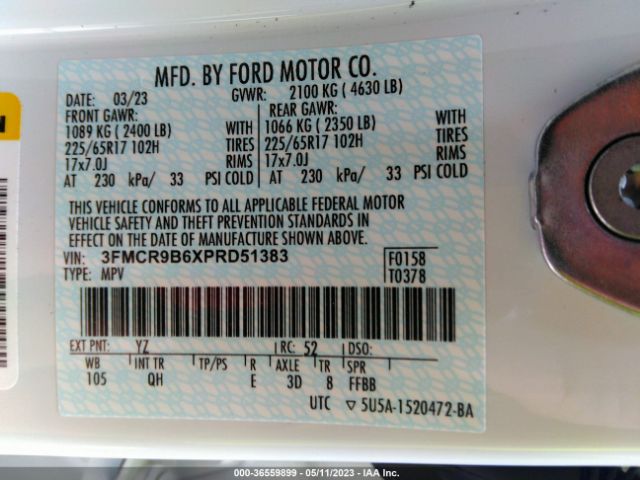 MFD. BY FORD MOTOR CO.
DATE: 03/23 GVWR: 2100 KG ( 4630 LB)
FRONT GAWR: REAR GAWR:
1089 KG ( 2400 LB) WITH 1066 KG ( 2350 LB) WITH
225/65R17 102H TIRES 225/65R17 102H TIRES
17x7.0J RIMS 17x7.0J RIMS
AT 230 kPa/ 33 PSI COLD AT 230 kPa/ 33 PSI COLD
THIS VEHICLE CONFORMS TO ALL APPLICABLE FEDERAL MOTOR
VEHICLE SAFETY AND THEFT PREVENTION STANDARDS IN
EFFECT ON THE DATE OF MANUFACTURE SHOWN ABOVE.
VIN: 3FMCR9B6XPRD51383 F0158
TYPE: MPV T0378
EXT PNT: YZ RC: 52 DSO:
WB INT TR TP/PS R AXLE TR SPR
105 QH E 3D 8 FFBB
UTC ▽ 5U5A-1520472-BA
000-36559899 - 05/11/2023 - IAA Inc.